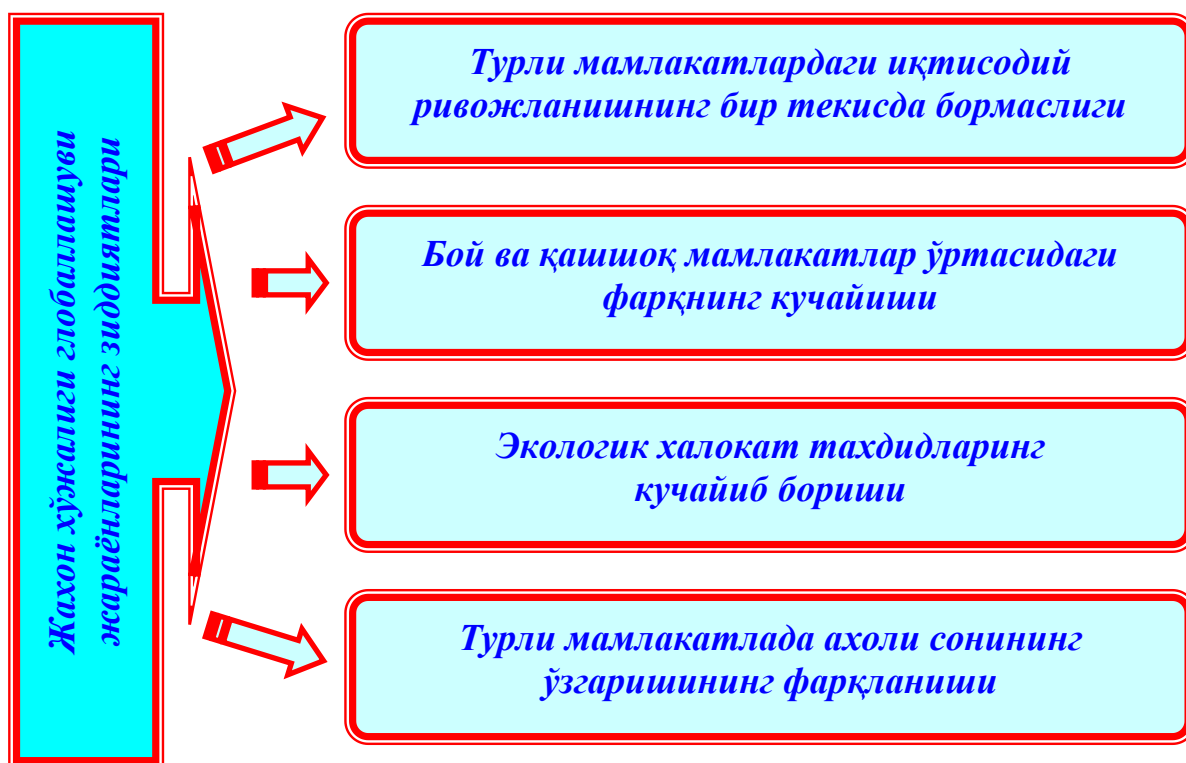 Жахон хўжалиги глобаллашуви
жараёнларининг зиддиятлари
Турли мамлакатлардаги иқтисодий
ривожланишнинг бир текисда бормаслиги
Бой ва қашшоқ мамлакатлар ўртасидаги
фарқнинг кучайиши
Экологик халокат тахдидларинг
кучайиб бориши
Турли мамлакатлада ахоли сонининг
ўзгаришининг фарқланиши